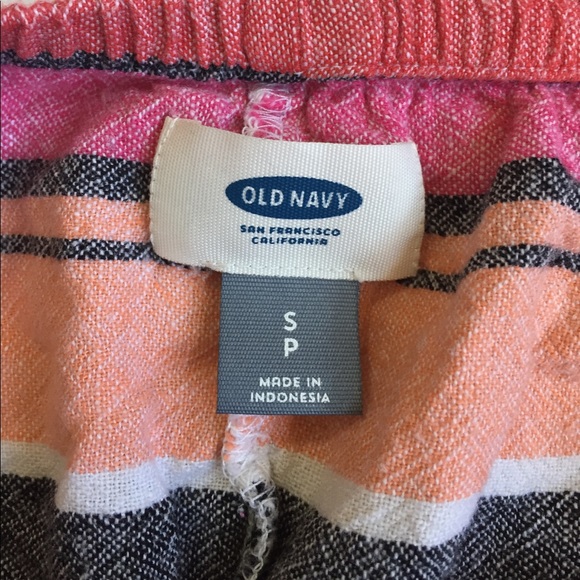 OLD NAVY
SAN FRANCISCO
CALIFORNIA
S
P
MADE IN
INDONESIA